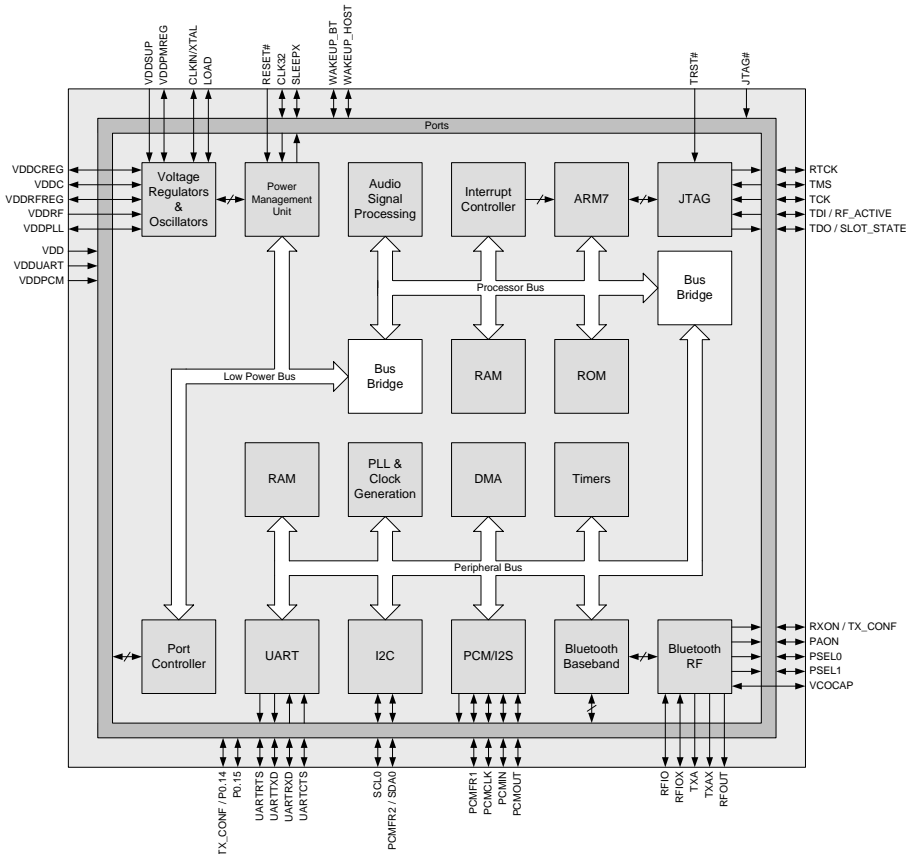 VDDSUP
VDDPMREG
CLKIN/XTAL
LOAD
RESET#
CLK32
SLEEPX
WAKEUP_BT
WAKEUP_HOST
TRST#
JTAG#
Ports
VDDCREG
VDDC
VDDRFREG
VDDRF
VDDPLL
VDD
VDDUART
VDDPCM
Voltage
Regulators
&
Oscillators
Power
Management
Unit
Audio
Signal
Processing
Interrupt
Controller
ARM7
JTAG
RTCK
TMS
TCK
TDI / RF_ACTIVE
TDO / SLOT_STATE
Processor Bus
Bus
Bridge
Low Power Bus
Bus
Bridge
RAM
ROM
RAM
PLL &
Clock
Generation
DMA
Timers
Peripheral Bus
Port
Controller
UART
I2C
PCM/I2S
Bluetooth
Baseband
Bluetooth
RF
RXON / TX_CONF
PAON
PSEL0
PSEL1
VCOCAP
TX_CONF / P0.14
P0.15
UARTRTS
UARTTXD
UARTRXD
UARTCTS
SCL0
PCMFR2 / SDA0
PCMFR1
PCMCLK
PCMIN
PCMOUT
RFIO
RFIOX
TXA
TXAX
RFOUT